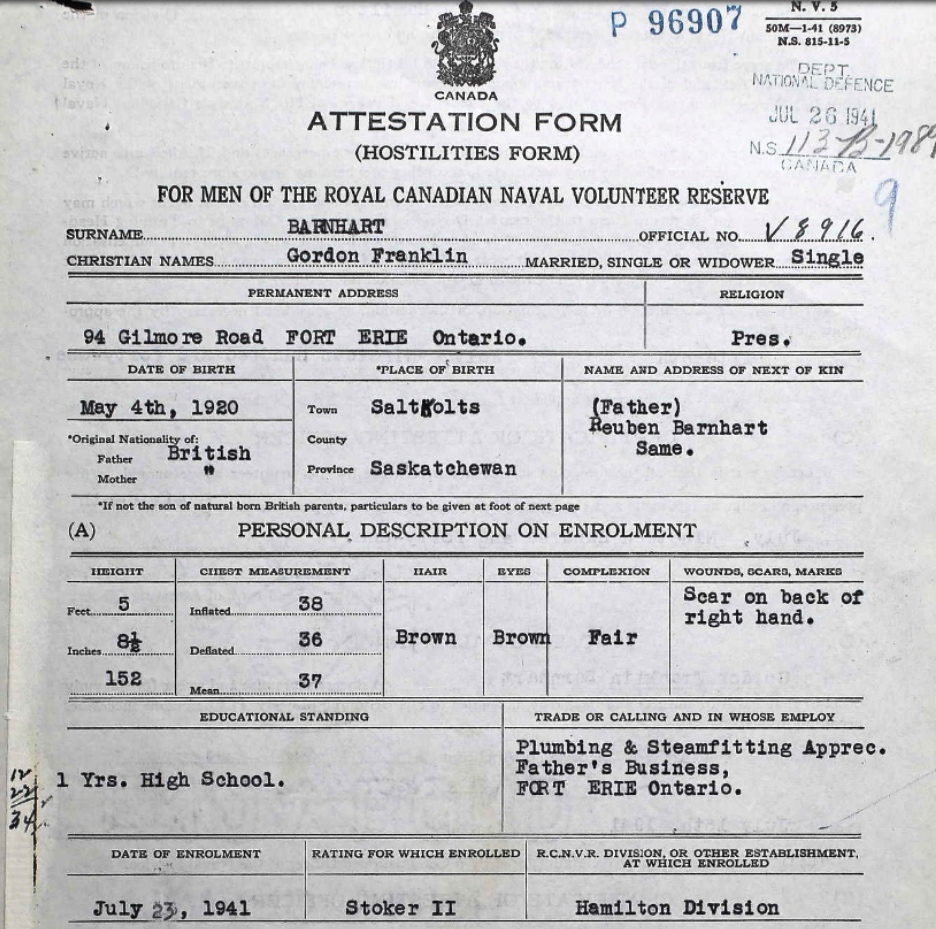 P 96907
N. V. 5
50M—1-41 (8973)
N.S. 815-11-5
DEPT.
NATIONAL DEFENCE
JUL 26 1941
N.S. 113-B-1989
CANADA
9
CANADA
ATTESTATION FORM
(HOSTILITIES FORM)
FOR MEN OF THE ROYAL CANADIAN NAVAL VOLUNTEER RESERVE
SURNAME BARNHART OFFICIAL NO. V 8916.
CHRISTIAN NAMES Gordon Franklin MARRIED, SINGLE OR WIDOWER Single
PERMANENT ADDRESS RELIGION
94 Gilmore Road FORT ERIE Ontario. Pres.
DATE OF BIRTH *PLACE OF BIRTH NAME AND ADDRESS OF NEXT OF KIN
May 4th, 1920 Town Saltkolts (Father)
Reuben Barnhart
Same.
*Original Nationality of: County
Father British
Mother " Province Saskatchewan
*If not the son of natural born British parents, particulars to be given at foot of next page
(A) PERSONAL DESCRIPTION ON ENROLMENT
HEIGHT CHEST MEASUREMENT HAIR EYES COMPLEXION WOUNDS, SCARS, MARKS
Feet 5 Inflated 38 Scar on back of
right hand.
Inches 8½ Deflated 36 Brown Brown Fair
152 Mean 37
EDUCATIONAL STANDING TRADE OR CALLING AND IN WHOSE EMPLOY
1 Yrs. High School. Plumbing & Steamfitting Apprec.
Father's Business,
FORT ERIE Ontario.
12
22
34
DATE OF ENROLMENT RATING FOR WHICH ENROLLED R.C.N.V.R. DIVISION, OR OTHER ESTABLISHMENT,
AT WHICH ENROLLED
July 23, 1941 Stoker II Hamilton Division